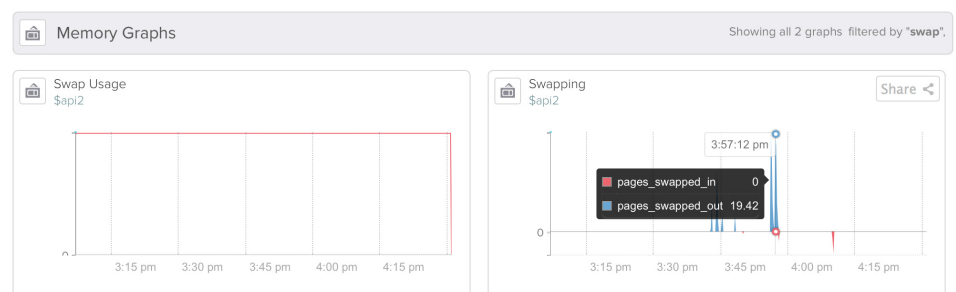 Memory Graphs
Showing all 2 graphs filtered by "swap",
Swap Usage
$api2
0
3:15 pm 3:30 pm 3:45 pm 4:00 pm 4:15 pm
Swapping
$api2
Share
3:57:12 pm
pages_swapped_in 0
pages_swapped_out 19.42
0
3:15 pm 3:30 pm 3:45 pm 4:00 pm 4:15 pm